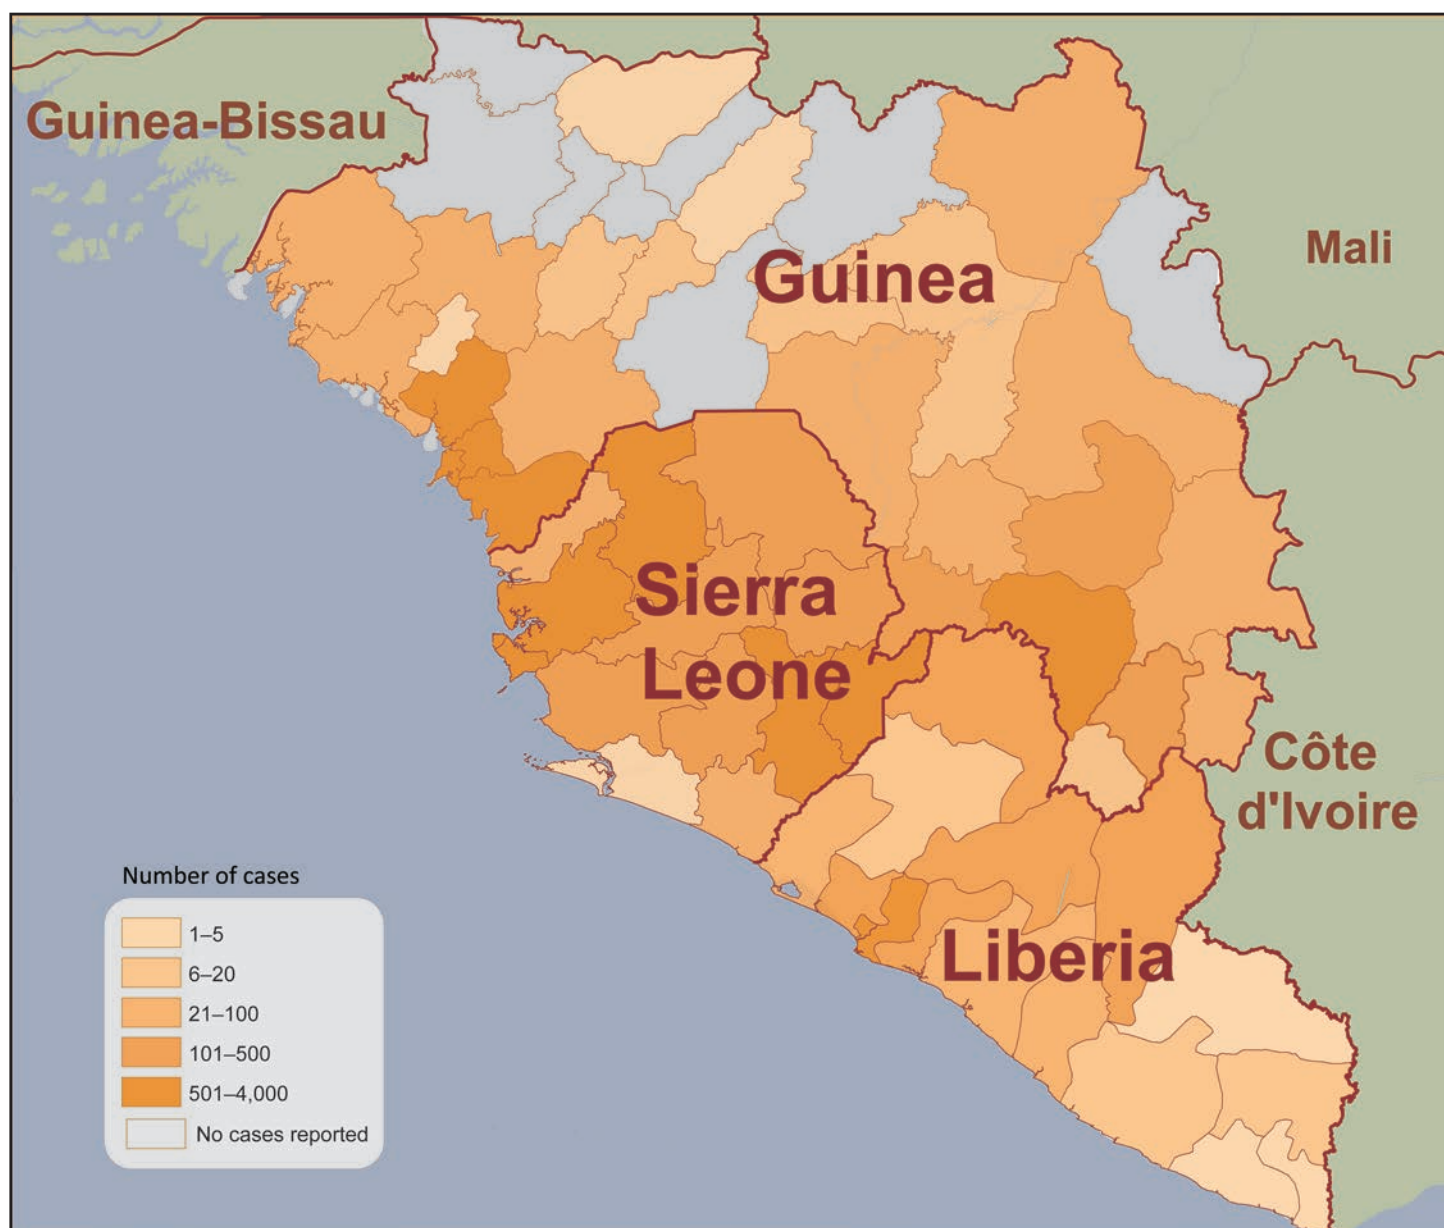 Guinea-Bissau
Mali
Guinea
Sierra
Leone
Côte
d'Ivoire
Liberia
Number of cases
1–5
6–20
21–100
101–500
501–4,000
No cases reported